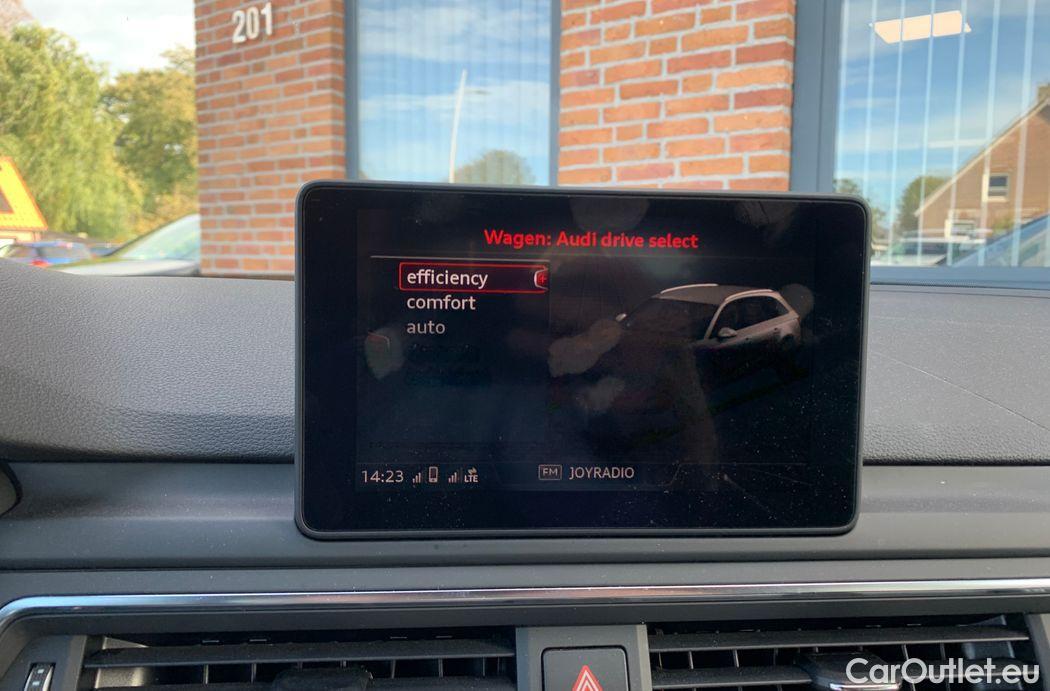 201
Wagen: Audi drive select
efficiency
comfort
auto
14:23 LTE FM JOYRADIO
CarOutlet.eu